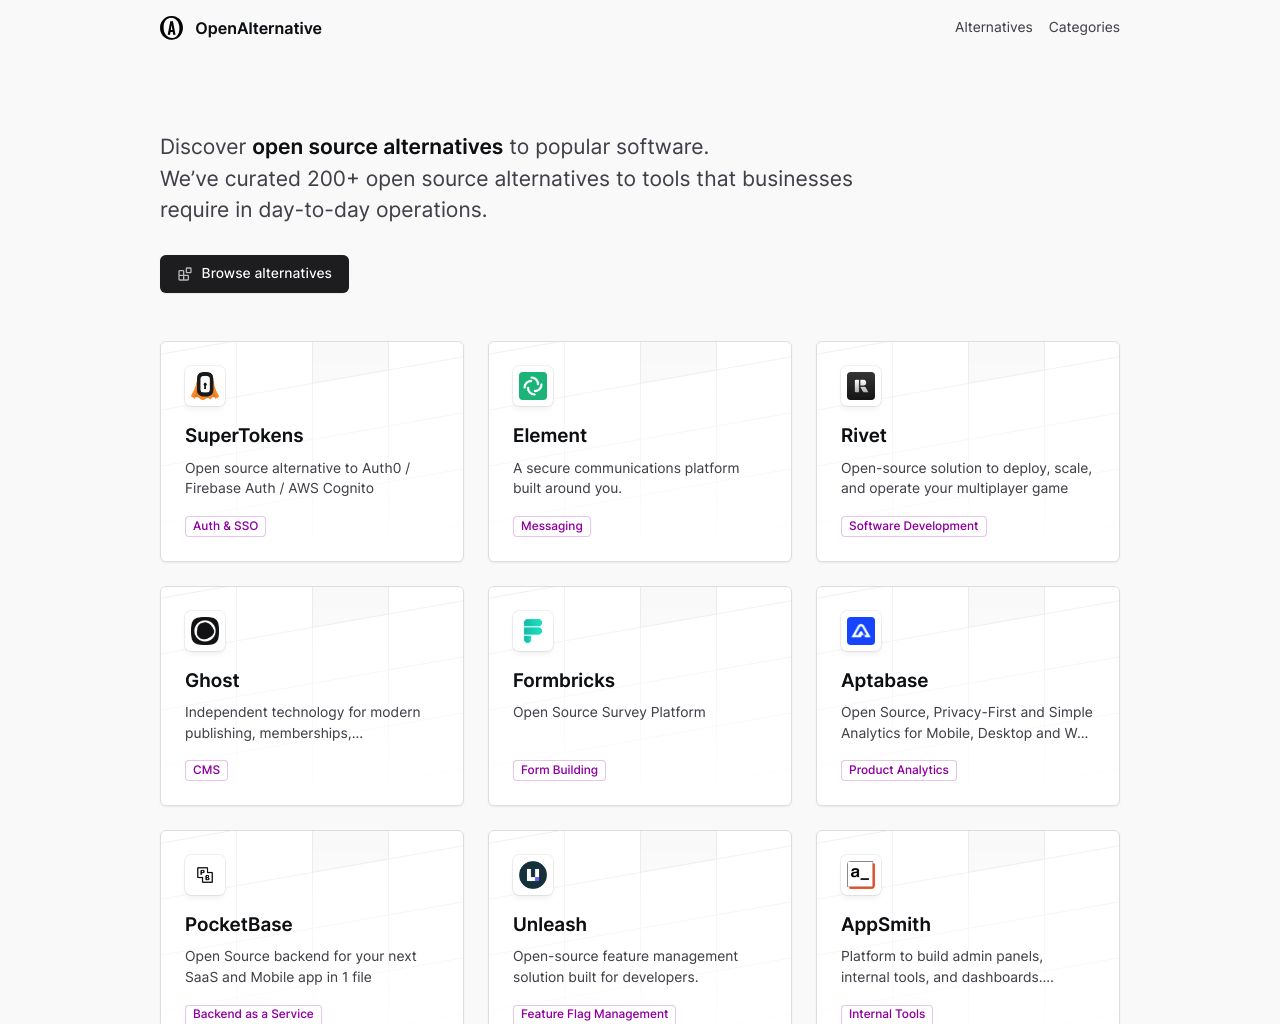 OpenAlternative
Alternatives
Categories
Discover open source alternatives to popular software.
We’ve curated 200+ open source alternatives to tools that businesses
require in day-to-day operations.
Browse alternatives
SuperTokens
Open source alternative to Auth0 /
Firebase Auth / AWS Cognito
Auth & SSO
Element
A secure communications platform
built around you.
Messaging
Rivet
Open-source solution to deploy, scale,
and operate your multiplayer game
Software Development
Ghost
Independent technology for modern
publishing, memberships,...
CMS
Formbricks
Open Source Survey Platform
Form Building
Aptabase
Open Source, Privacy-First and Simple
Analytics for Mobile, Desktop and W...
Product Analytics
PocketBase
Open Source backend for your next
SaaS and Mobile app in 1 file
Backend as a Service
Unleash
Open-source feature management
solution built for developers.
Feature Flag Management
a_
AppSmith
Platform to build admin panels,
internal tools, and dashboards....
Internal Tools